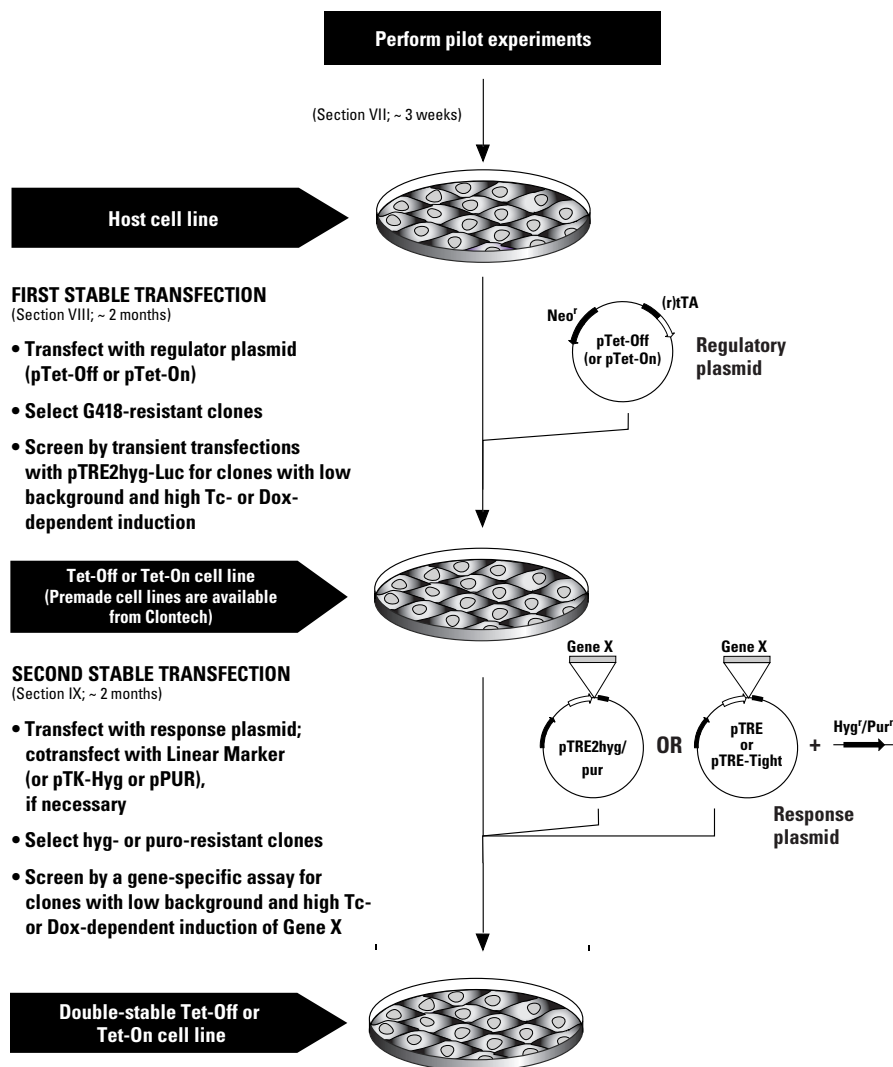 Perform pilot experiments
(Section VII; ~ 3 weeks)
Host cell line
FIRST STABLE TRANSFECTION
(Section VIII; ~ 2 months)
• Transfect with regulator plasmid
(pTet-Off or pTet-On)
• Select G418-resistant clones
• Screen by transient transfections
with pTRE2hyg-Luc for clones with low
background and high Tc- or Dox-
dependent induction
Neoʳ
(r)tTA
pTet-Off
(or pTet-On)
Regulatory
plasmid
Tet-Off or Tet-On cell line
(Premade cell lines are available
from Clontech)
SECOND STABLE TRANSFECTION
(Section IX; ~ 2 months)
• Transfect with response plasmid;
cotransfect with Linear Marker
(or pTK-Hyg or pPUR),
if necessary
• Select hyg- or puro-resistant clones
• Screen by a gene-specific assay for
clones with low background and high Tc-
or Dox-dependent induction of Gene X
Gene X
pTRE2hyg/
pur
OR
Gene X
pTRE
or
pTRE-Tight
+
Hygʳ/Purʳ
Response
plasmid
Double-stable Tet-Off or
Tet-On cell line